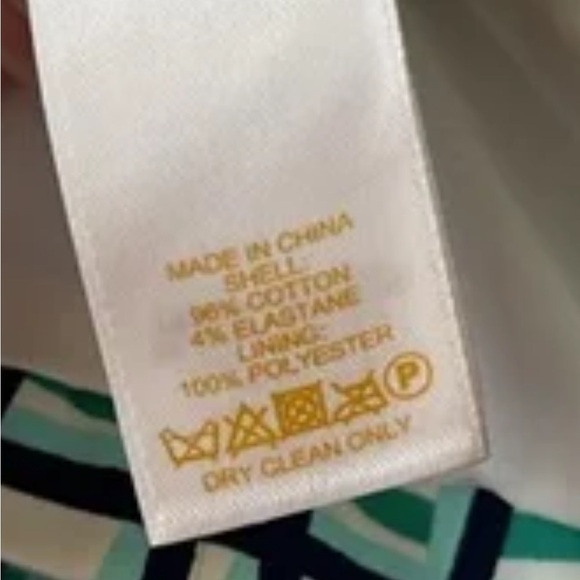 MADE IN CHINA
SHELL:
96% COTTON
4% ELASTANE
LINING:
100% POLYESTER
P
DRY CLEAN ONLY